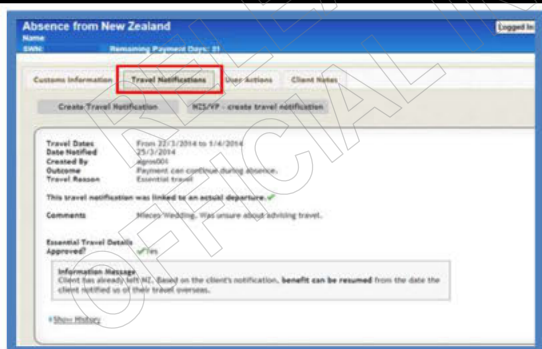 Absence from New Zealand
Logged In
Name
SWN: Remaining Payment Days: 31
Customs Information Travel Notifications User Actions Client Notes
Create Travel Notification NZS/VP - create travel notification
Travel Dates From 22/3/2014 to 1/4/2014
Date Notified 25/3/2014
Created By
Outcome Payment can continue during absence.
Travel Reason Essential travel
This travel notification was linked to an actual departure.
Comments Nieces Wedding. Was unsure about advising travel.
Essential Travel Details
Approved? Yes
Information Message
Client has already left NZ. Based on the client's notification, benefit can be resumed from the date the
client notified us of their travel overseas.
Show History
OFFICIAL